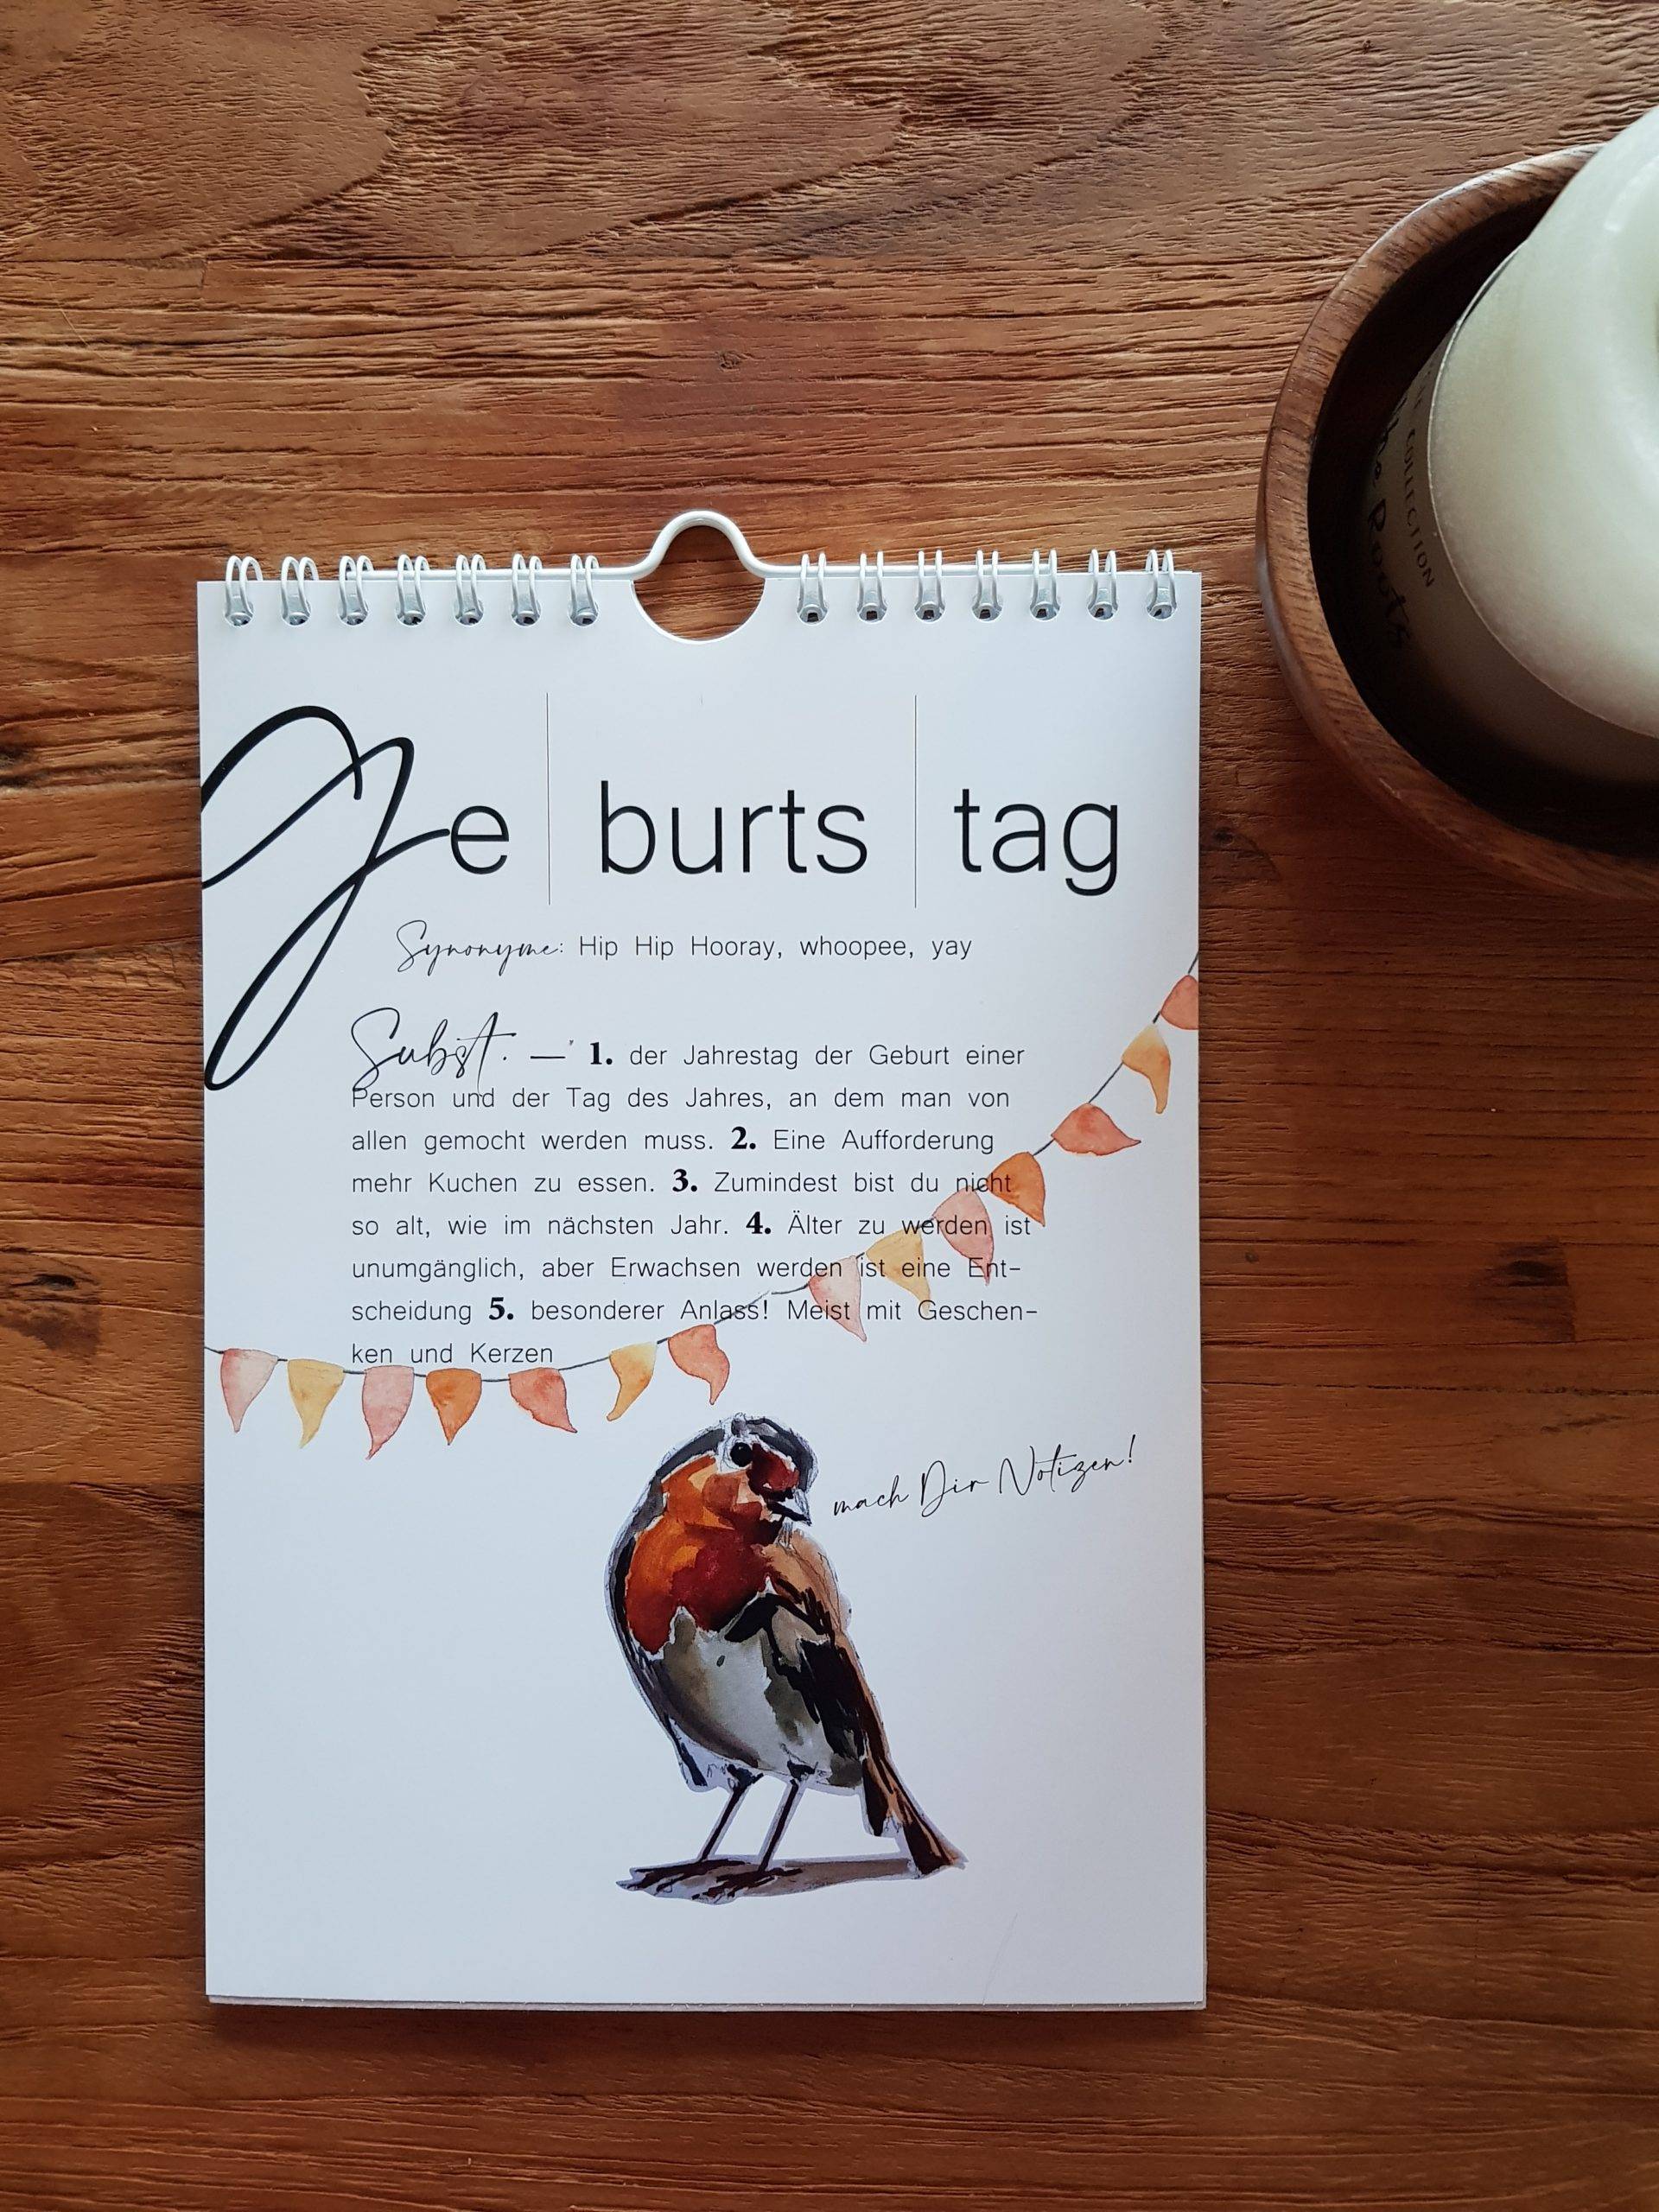 Ge burts tag
Synonyme: Hip Hip Hooray, whoopee, yay
Subst. —' 1. der Jahrestag der Geburt einer
Person und der Tag des Jahres, an dem man von
allen gemocht werden muss. 2. Eine Aufforderung
mehr Kuchen zu essen. 3. Zumindest bist du nicht
so alt, wie im nächsten Jahr. 4. Älter zu werden ist
unumgänglich, aber Erwachsen werden ist eine Ent-
scheidung 5. besonderer Anlass! Meist mit Geschen-
ken und Kerzen
mach Dir Notizen!
COLLECTION
the Roots